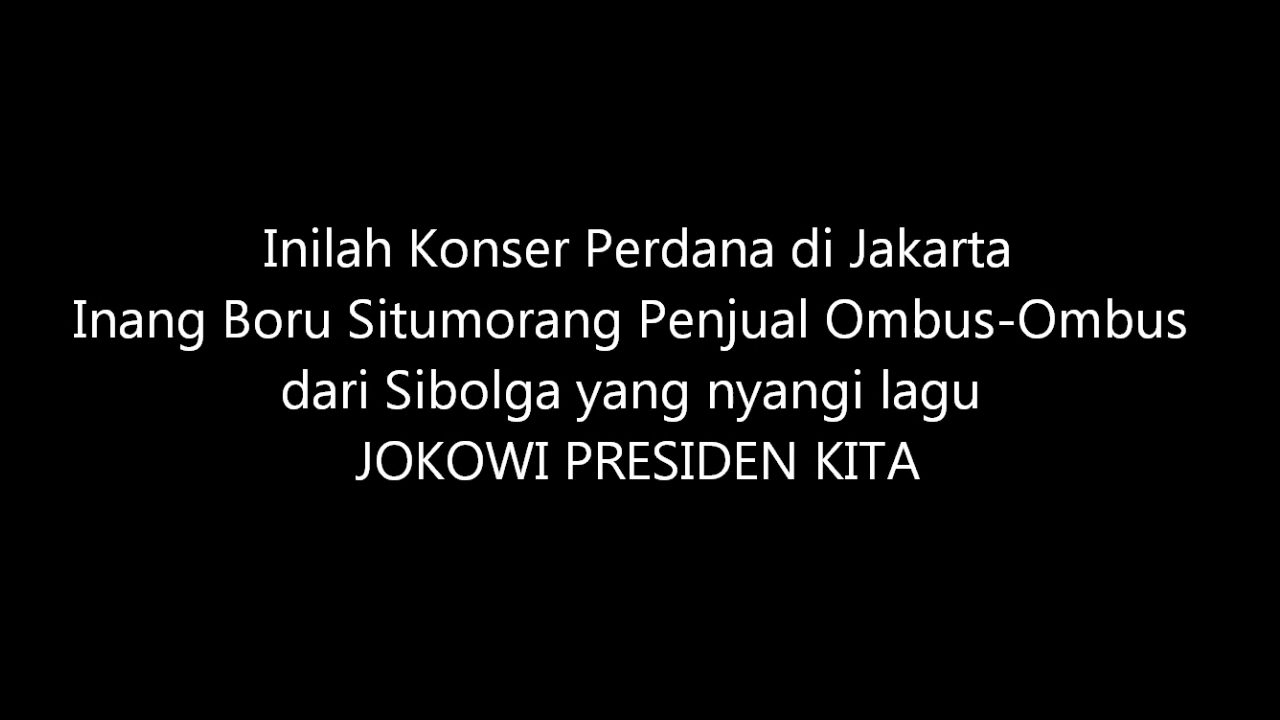 Inilah Konser Perdana di Jakarta
Inang Boru Situmorang Penjual Ombus-Ombus
dari Sibolga yang nyangi lagu
JOKOWI PRESIDEN KITA